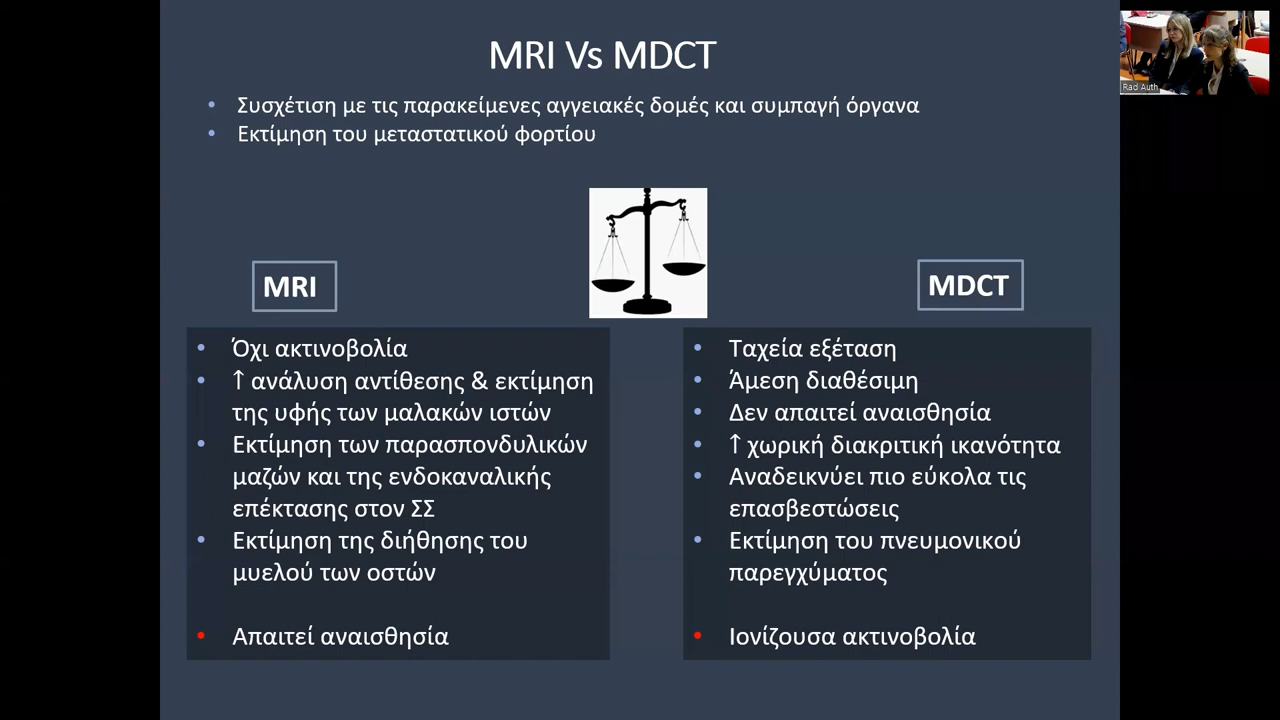 MRI Vs MDCT
• Συσχέτιση με τις παρακείμενες αγγειακές δομές και συμπαγή όργανα
• Εκτίμηση του μεταστατικού φορτίου
MRI
• Όχι ακτινοβολία
• ↑ ανάλυση αντίθεσης & εκτίμηση
της υφής των μαλακών ιστών
• Εκτίμηση των παρασπονδυλικών
μαζών και της ενδοκαναλικής
επέκτασης στον ΣΣ
• Εκτίμηση της διήθησης του
μυελού των οστών
• Απαιτεί αναισθησία
MDCT
• Ταχεία εξέταση
• Άμεση διαθέσιμη
• Δεν απαιτεί αναισθησία
• ↑ χωρική διακριτική ικανότητα
• Αναδεικνύει πιο εύκολα τις
επασβεστώσεις
• Εκτίμηση του πνευμονικού
παρεγχύματος
• Ιονίζουσα ακτινοβολία
Rad Auth